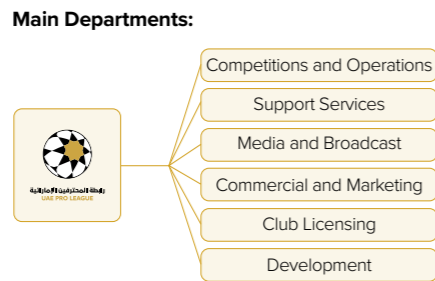 Main Departments:
Competitions and Operations
Support Services
Media and Broadcast
رابطة المحترفين الإماراتية
UAE PRO LEAGUE
Commercial and Marketing
Club Licensing
Development